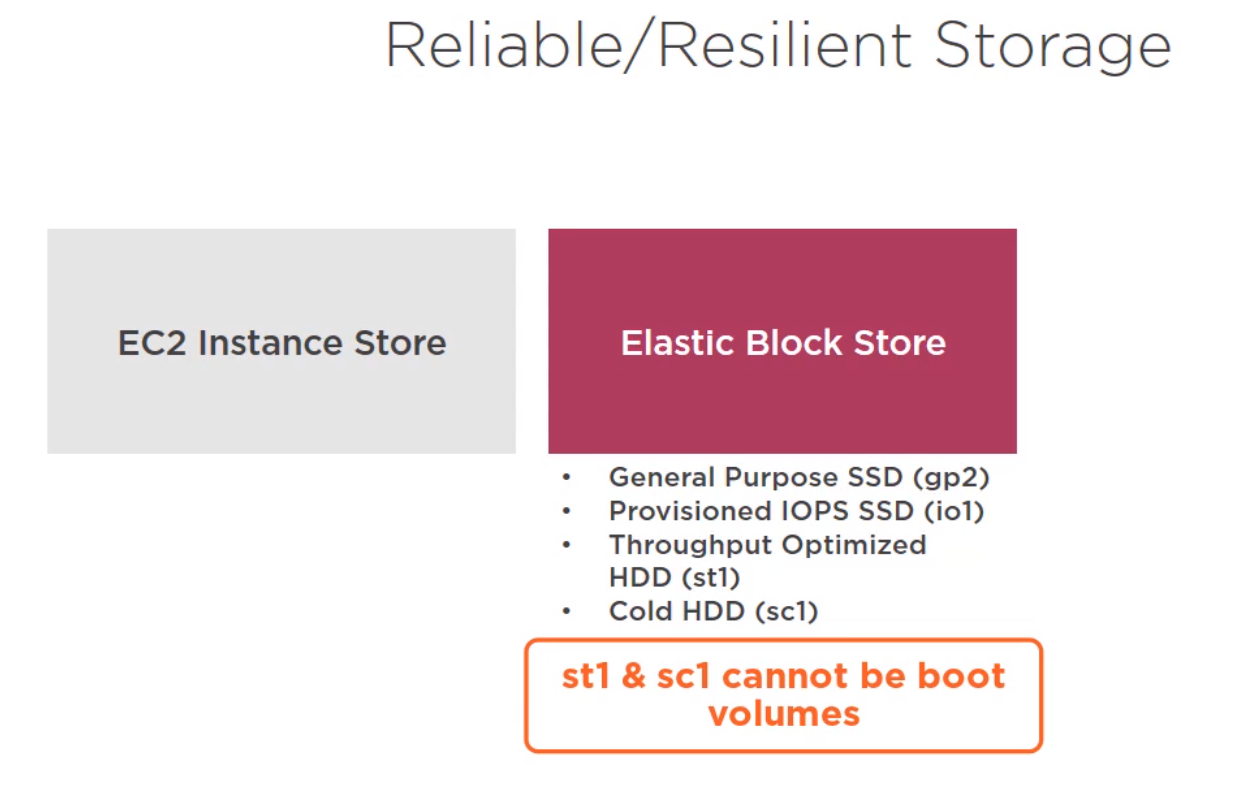 Reliable/Resilient Storage
EC2 Instance Store
Elastic Block Store
• General Purpose SSD (gp2)
• Provisioned IOPS SSD (io1)
• Throughput Optimized
HDD (st1)
• Cold HDD (sc1)
st1 & sc1 cannot be boot
volumes